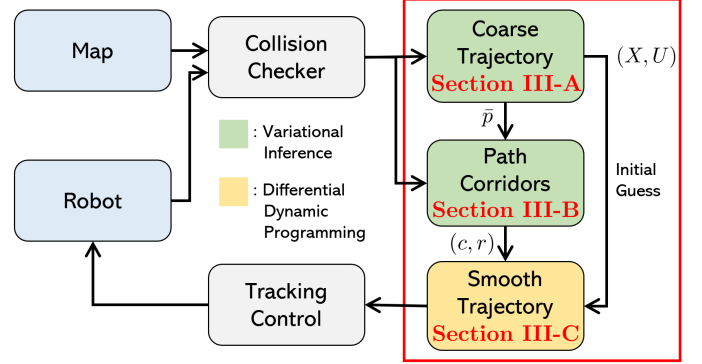 Map
Collision
Checker
Coarse
Trajectory
Section III-A
(X, U)
p̄
: Variational
Inference
Path
Corridors
Section III-B
Initial
Guess
Robot
: Differential
Dynamic
Programming
(c, r)
Tracking
Control
Smooth
Trajectory
Section III-C